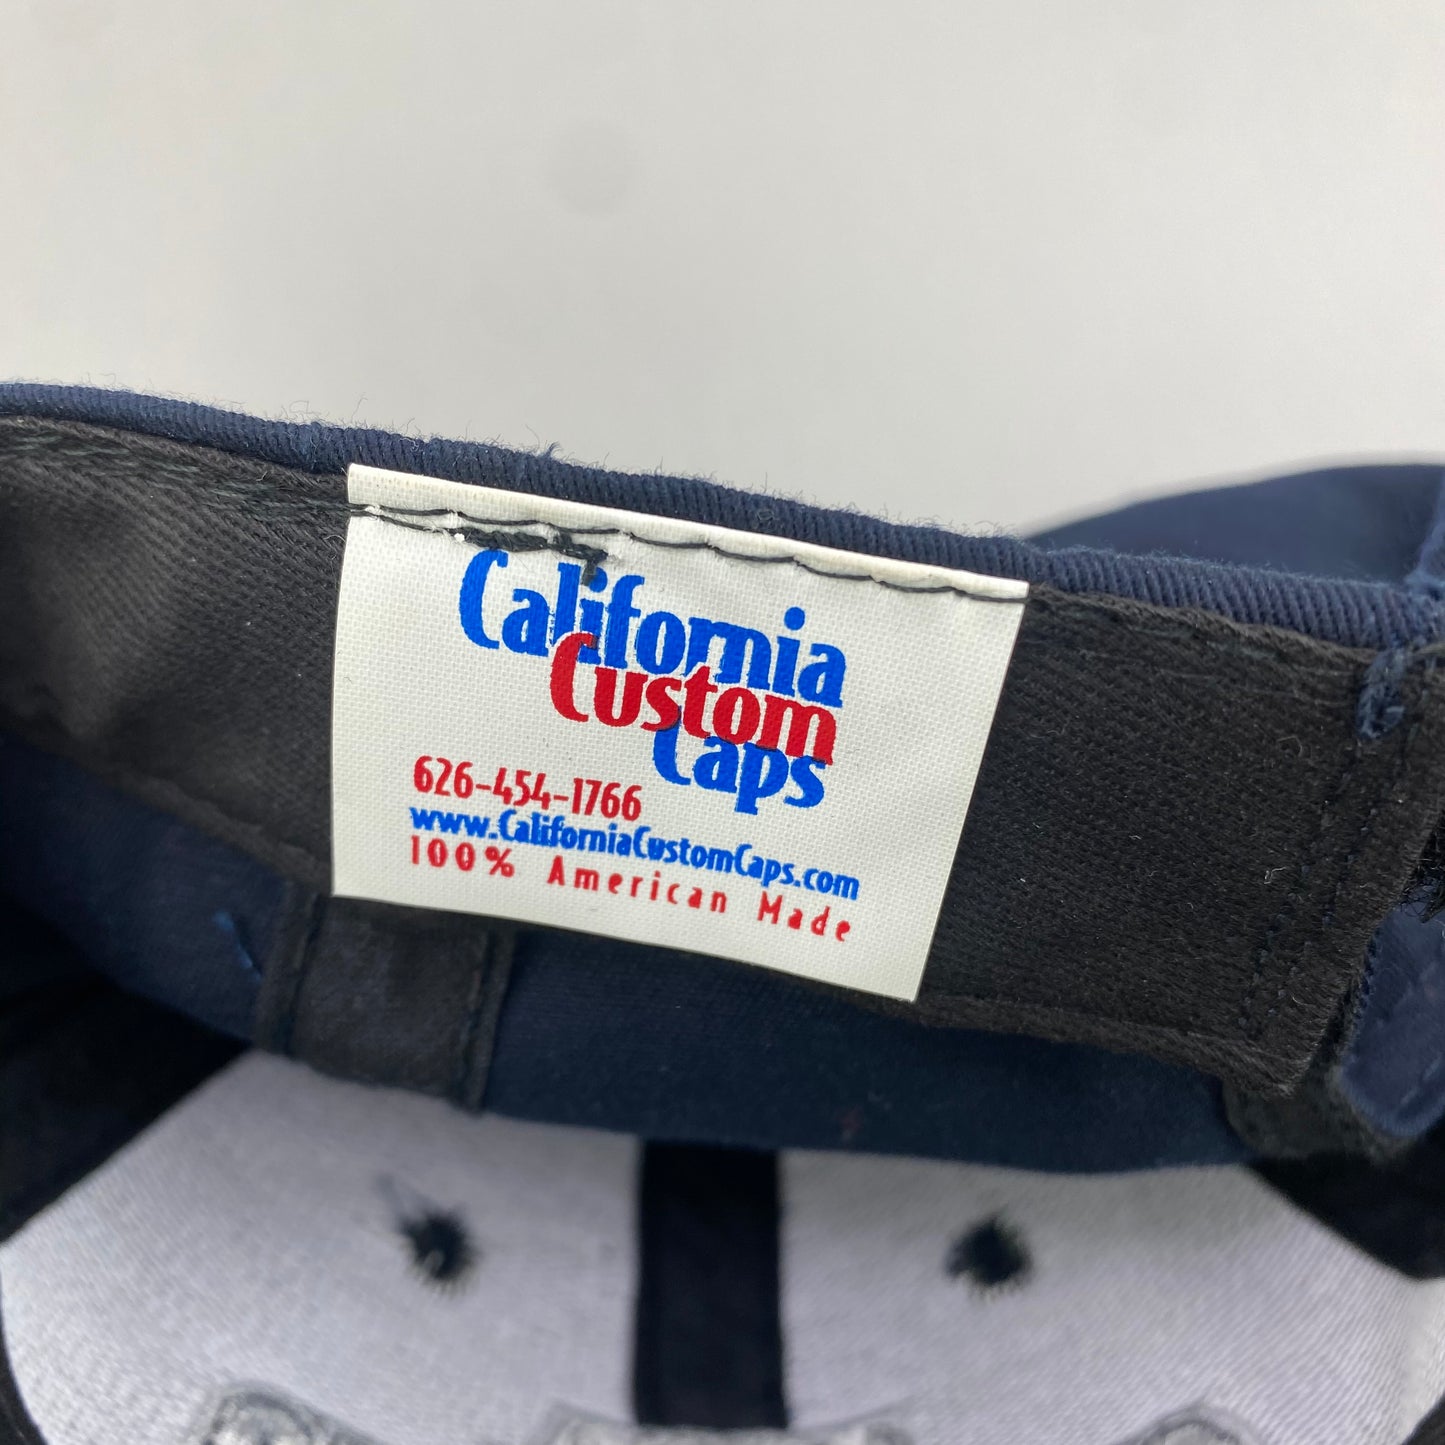 California
Custom
Caps
626-454-1766
www.CaliforniaCustomCaps.com
100% American Made